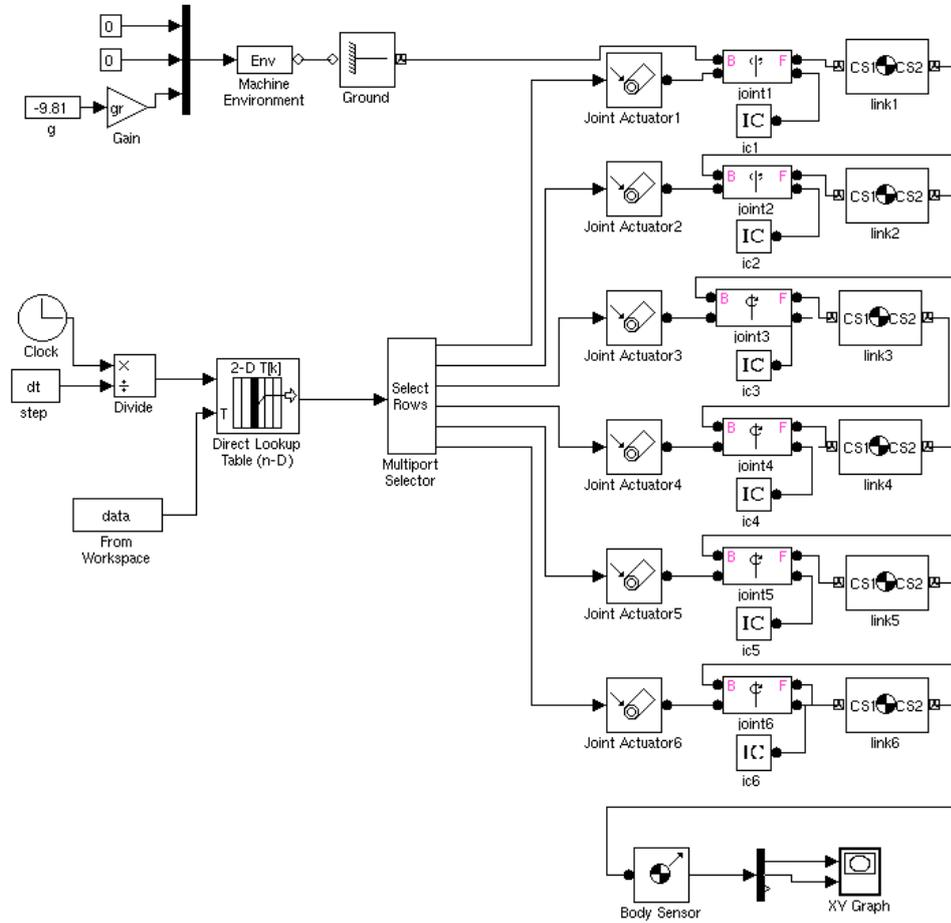 0
0
-9.81
g
gr
Gain
Env
Machine
Environment
Ground
Joint Actuator1
B
F
joint1
IC
ic1
CS1
CS2
link1
Joint Actuator2
B
F
joint2
IC
ic2
CS1
CS2
link2
Clock
dt
step
×
÷
Divide
2-D T[k]
T
Direct Lookup
Table (n-D)
data
From
Workspace
Select
Rows
Multiport
Selector
Joint Actuator3
B
F
joint3
IC
ic3
CS1
CS2
link3
Joint Actuator4
B
F
joint4
IC
ic4
CS1
CS2
link4
Joint Actuator5
B
F
joint5
IC
ic5
CS1
CS2
link5
Joint Actuator6
B
F
joint6
IC
ic6
CS1
CS2
link6
Body Sensor
XY Graph